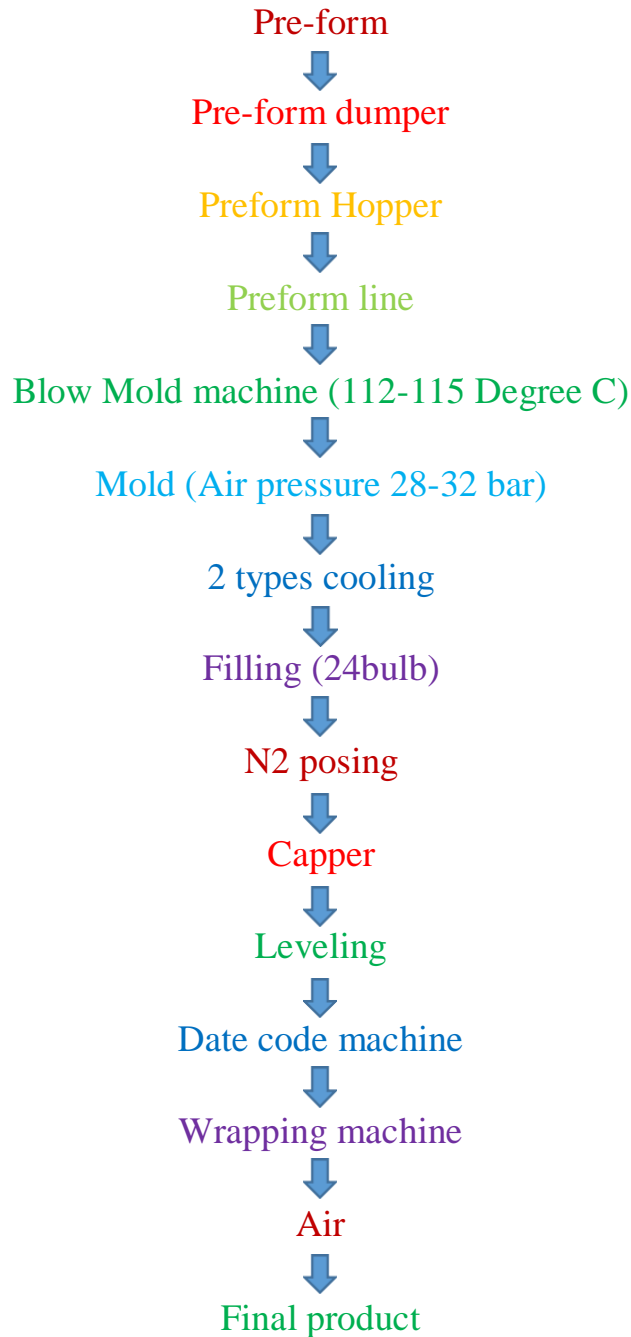 Pre-form
Pre-form dumper
Preform Hopper
Preform line
Blow Mold machine (112-115 Degree C)
Mold (Air pressure 28-32 bar)
2 types cooling
Filling (24bulb)
N2 posing
Capper
Leveling
Date code machine
Wrapping machine
Air
Final product